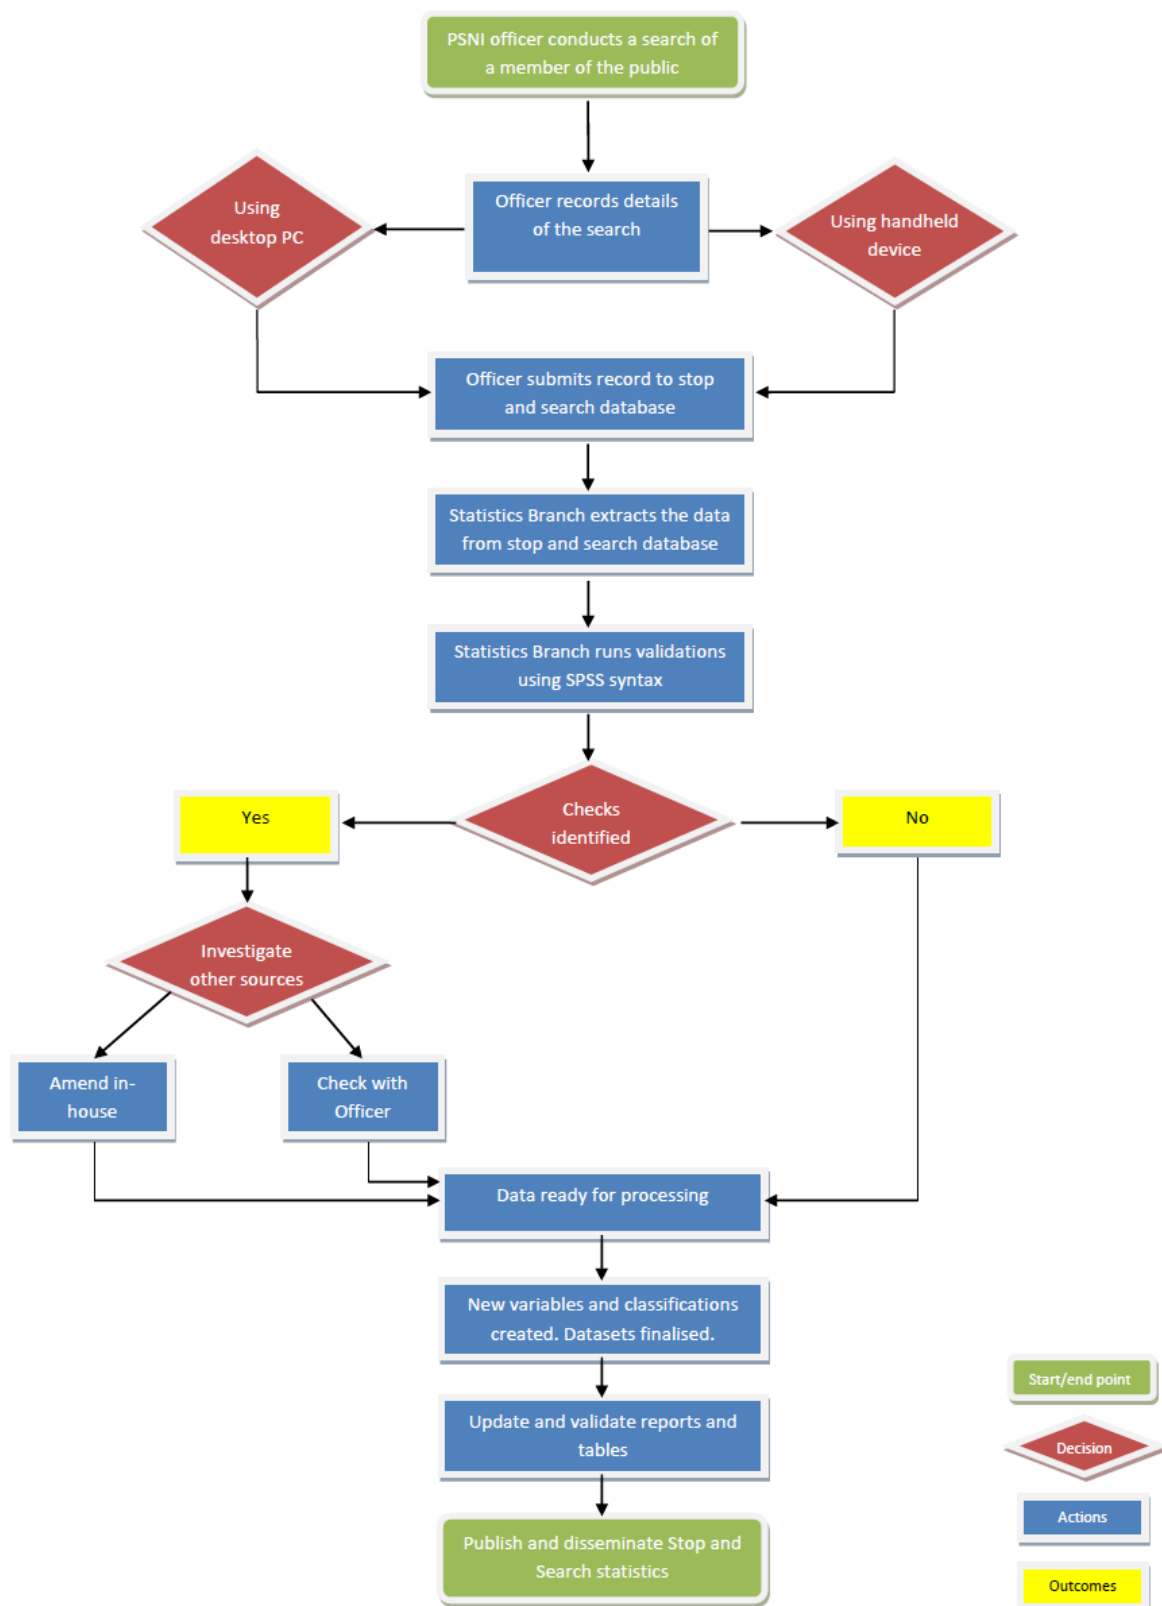 PSNI officer conducts a search of
a member of the public
Officer records details
of the search
Using
desktop PC
Using handheld
device
Officer submits record to stop
and search database
Statistics Branch extracts the data
from stop and search database
Statistics Branch runs validations
using SPSS syntax
Checks
identified
Yes
No
Investigate
other sources
Amend in-
house
Check with
Officer
Data ready for processing
New variables and classifications
created. Datasets finalised.
Update and validate reports and
tables
Publish and disseminate Stop and
Search statistics
Start/end point
Decision
Actions
Outcomes